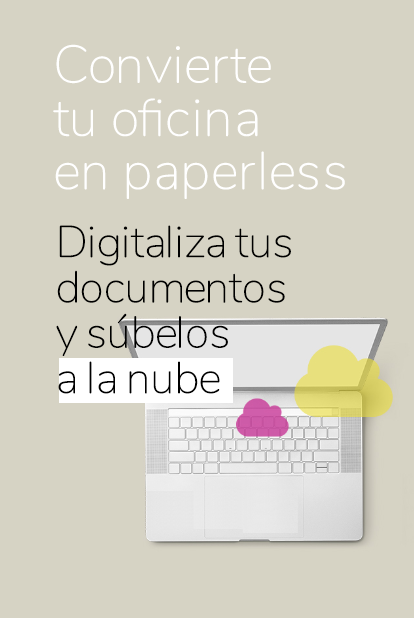 Convierte
tu oficina
en paperless
Digitaliza tus
documentos
y súbelos
a la nube